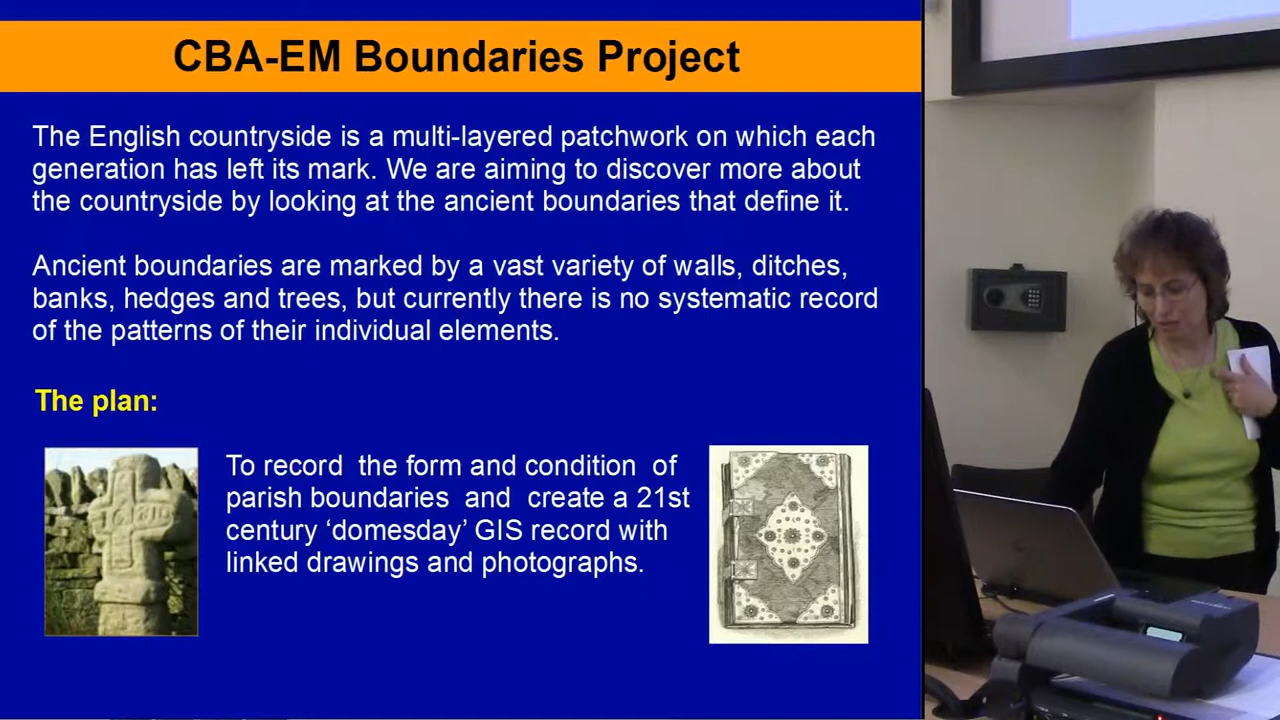 CBA-EM Boundaries Project
The English countryside is a multi-layered patchwork on which each
generation has left its mark. We are aiming to discover more about
the countryside by looking at the ancient boundaries that define it.
Ancient boundaries are marked by a vast variety of walls, ditches,
banks, hedges and trees, but currently there is no systematic record
of the patterns of their individual elements.
The plan:
To record the form and condition of
parish boundaries and create a 21st
century ‘domesday’ GIS record with
linked drawings and photographs.